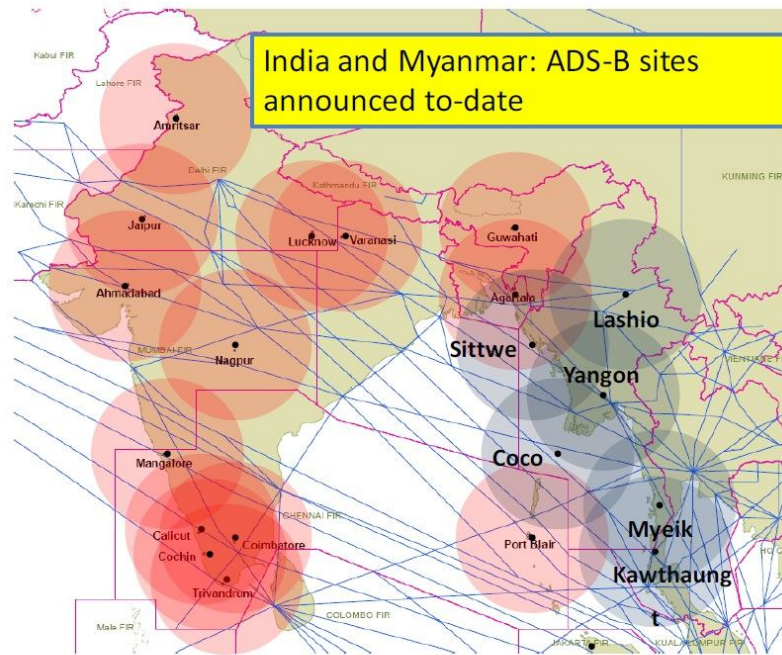 India and Myanmar: ADS-B sites
announced to-date
Kabul FIR
Lahore FIR
Amritsar
Delhi FIR
Kathmandu FIR
KUNMING FIR
Karachi FIR
Jaipur
Lucknow
Varanasi
Guwahati
Ahmadabad
Agartala
Lashio
MUMBAI FIR
Nagpur
Sittwe
Yangon
Mangalore
Coco
CHENNAI FIR
Calicut
Coimbatore
Cochin
Port Blair
Myeik
Trivandrum
Kawthaung
t
Male FIR
COLOMBO FIR
JAKARTA FI
KUALA LUMPUR FIR